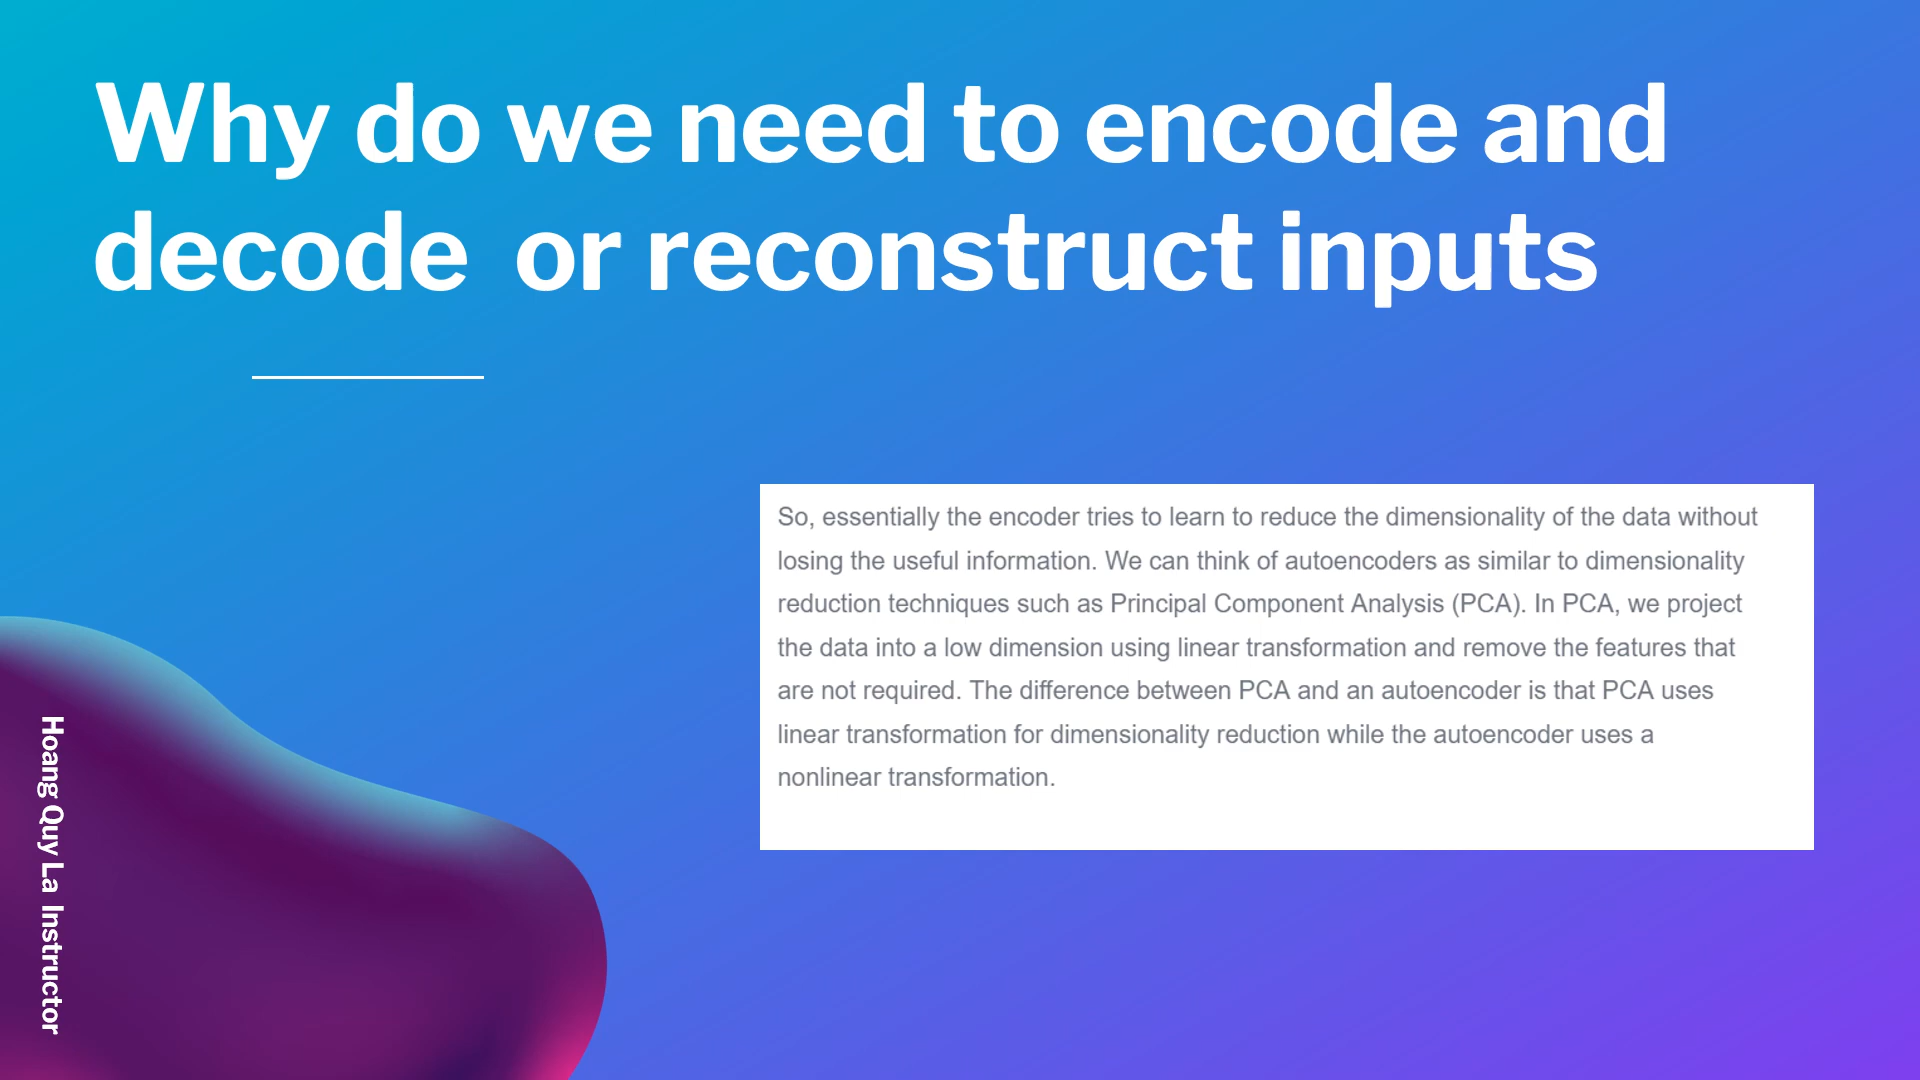 Why do we need to encode and
decode  or reconstruct inputs
So, essentially the encoder tries to learn to reduce the dimensionality of the data without
losing the useful information. We can think of autoencoders as similar to dimensionality
reduction techniques such as Principal Component Analysis (PCA). In PCA, we project
the data into a low dimension using linear transformation and remove the features that
are not required. The difference between PCA and an autoencoder is that PCA uses
linear transformation for dimensionality reduction while the autoencoder uses a
nonlinear transformation.
Hoang Quy La  Instructor